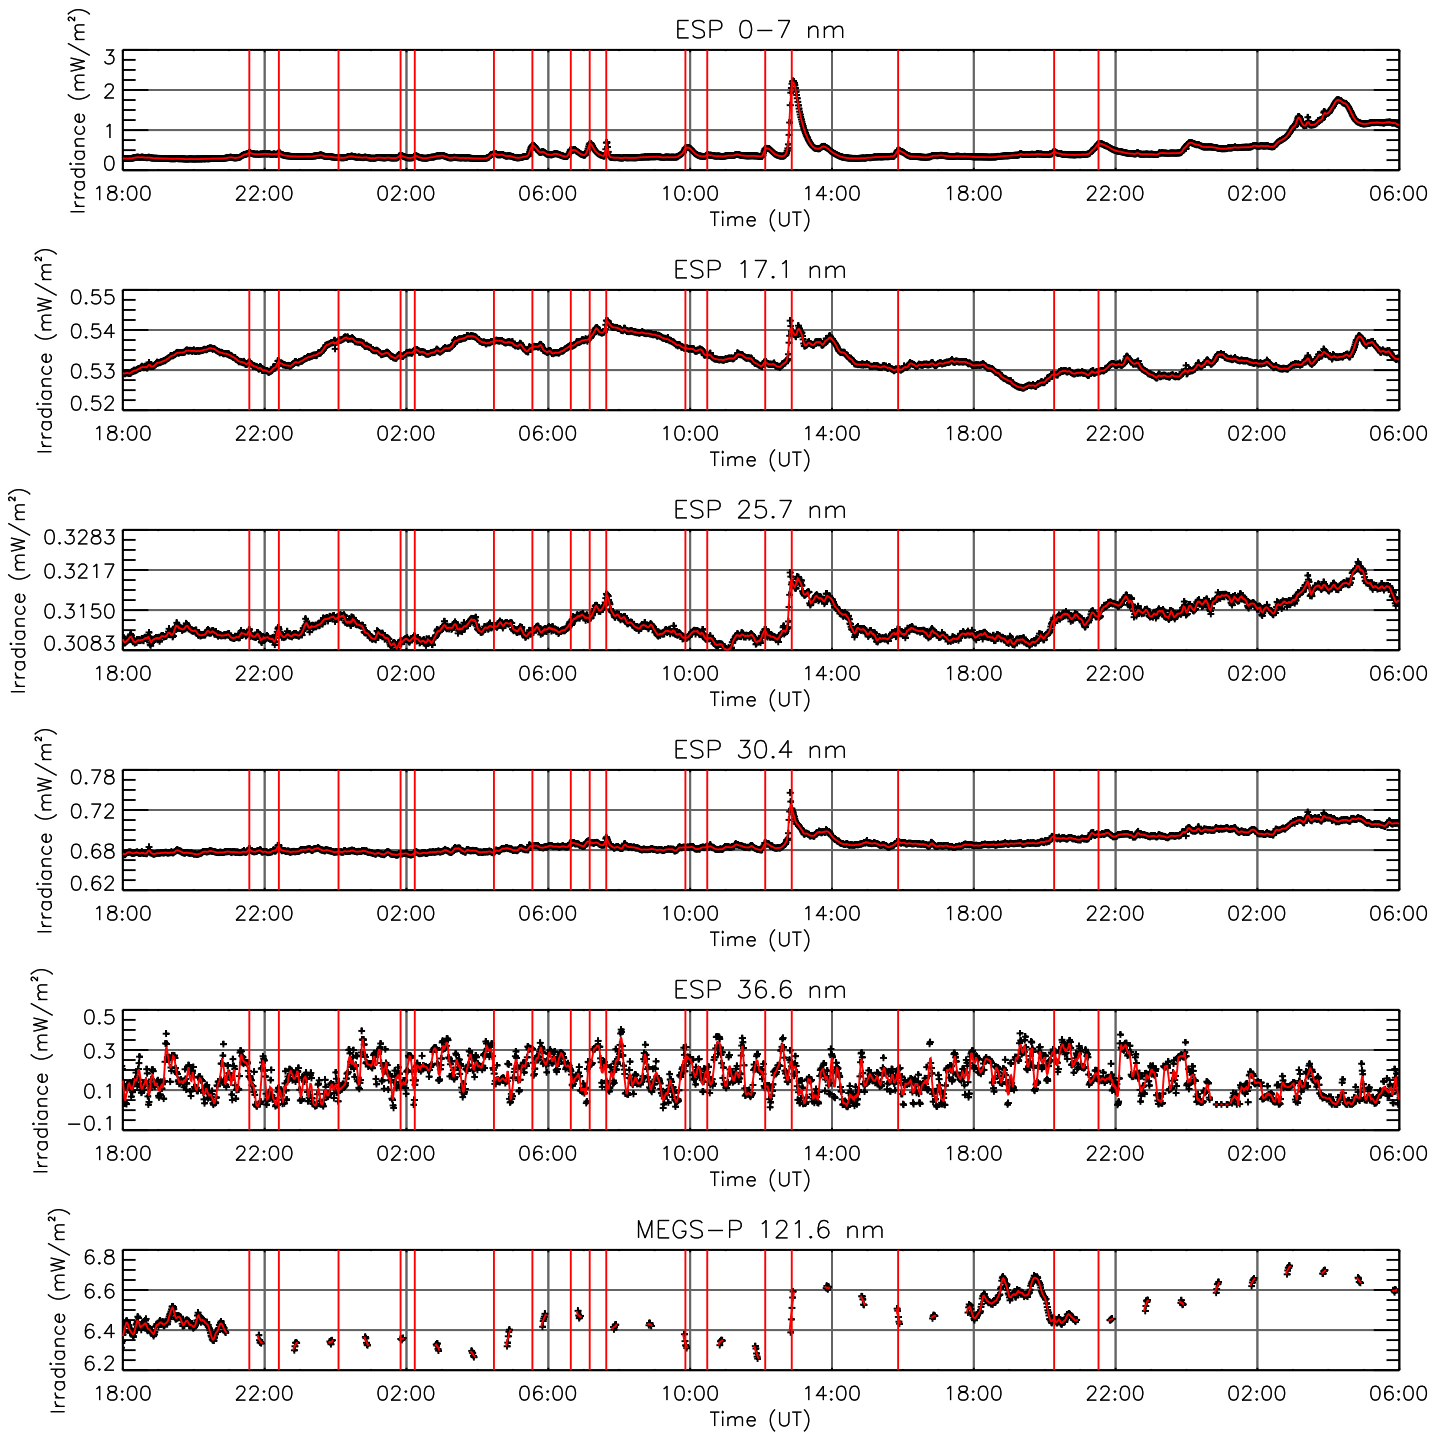 ESP 0−7 nm
Irradiance (mW/m²)
3
2
1
0
18:00 22:00 02:00 06:00 10:00 14:00 18:00 22:00 02:00 06:00
Time (UT)
ESP 17.1 nm
Irradiance (mW/m²)
0.55
0.54
0.53
0.52
18:00 22:00 02:00 06:00 10:00 14:00 18:00 22:00 02:00 06:00
Time (UT)
ESP 25.7 nm
Irradiance (mW/m²)
0.3283
0.3217
0.3150
0.3083
18:00 22:00 02:00 06:00 10:00 14:00 18:00 22:00 02:00 06:00
Time (UT)
ESP 30.4 nm
Irradiance (mW/m²)
0.78
0.72
0.68
0.62
18:00 22:00 02:00 06:00 10:00 14:00 18:00 22:00 02:00 06:00
Time (UT)
ESP 36.6 nm
Irradiance (mW/m²)
0.5
0.3
0.1
−0.1
18:00 22:00 02:00 06:00 10:00 14:00 18:00 22:00 02:00 06:00
Time (UT)
MEGS−P 121.6 nm
Irradiance (mW/m²)
6.8
6.6
6.4
6.2
18:00 22:00 02:00 06:00 10:00 14:00 18:00 22:00 02:00 06:00
Time (UT)